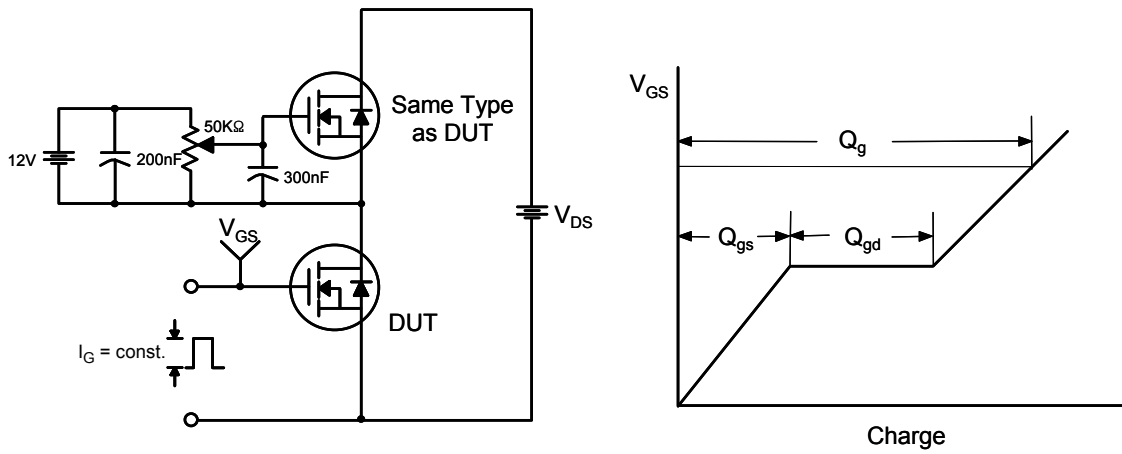 12V
200nF
50KΩ
300nF
Same Type
as DUT
V_GS
DUT
I_G = const.
V_DS
V_GS
Q_g
Q_gs
Q_gd
Charge